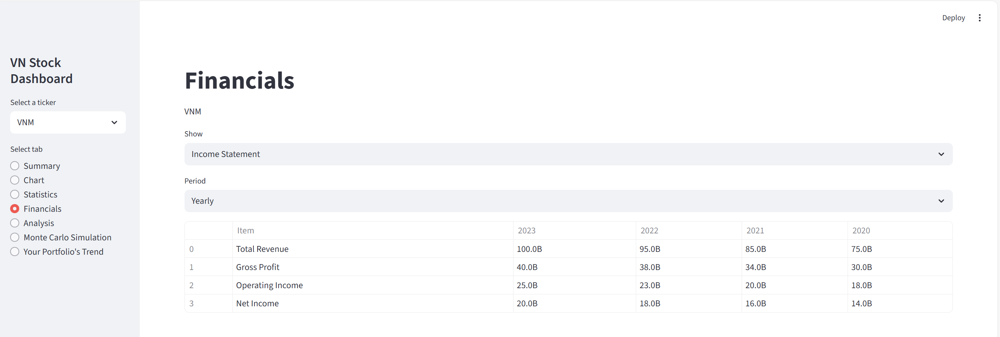 Deploy
VN Stock
Dashboard
Select a ticker
VNM
Select tab
Summary
Chart
Statistics
Financials
Analysis
Monte Carlo Simulation
Your Portfolio's Trend
Financials
VNM
Show
Income Statement
Period
Yearly
Item 2023 2022 2021 2020
0 Total Revenue 100.0B 95.0B 85.0B 75.0B
1 Gross Profit 40.0B 38.0B 34.0B 30.0B
2 Operating Income 25.0B 23.0B 20.0B 18.0B
3 Net Income 20.0B 18.0B 16.0B 14.0B